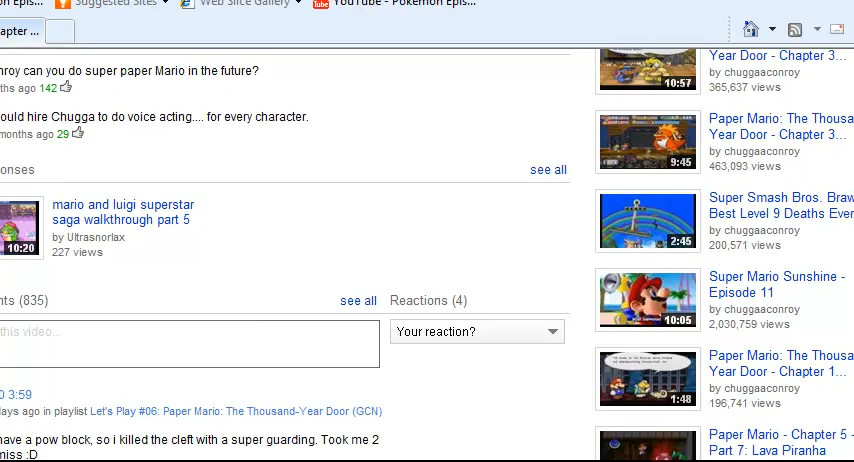 n Epis...
Suggested Sites
Web Slice Gallery
YouTube - Pokemon Epis...
apter ...
nroy can you do super paper Mario in the future?
ths ago 142
ould hire Chugga to do voice acting.... for every character.
months ago 29
onses
see all
10:20
mario and luigi superstar
saga walkthrough part 5
by Ultrasnorlax
227 views
nts (835)
see all
Reactions (4)
this video...
Your reaction?
0 3:59
days ago in playlist Let's Play #06: Paper Mario: The Thousand-Year Door (GCN)
have a pow block, so i killed the cleft with a super guarding. Took me 2
miss :D
10:57
Year Door - Chapter 3...
by chuggaaconroy
365,637 views
9:45
Paper Mario: The Thousa
Year Door - Chapter 3...
by chuggaaconroy
463,093 views
2:45
Super Smash Bros. Braw
Best Level 9 Deaths Ever
by chuggaaconroy
200,571 views
10:05
Super Mario Sunshine -
Episode 11
by chuggaaconroy
2,030,759 views
1:48
Paper Mario: The Thousa
Year Door - Chapter 1...
by chuggaaconroy
196,741 views
Paper Mario - Chapter 5 -
Part 7: Lava Piranha